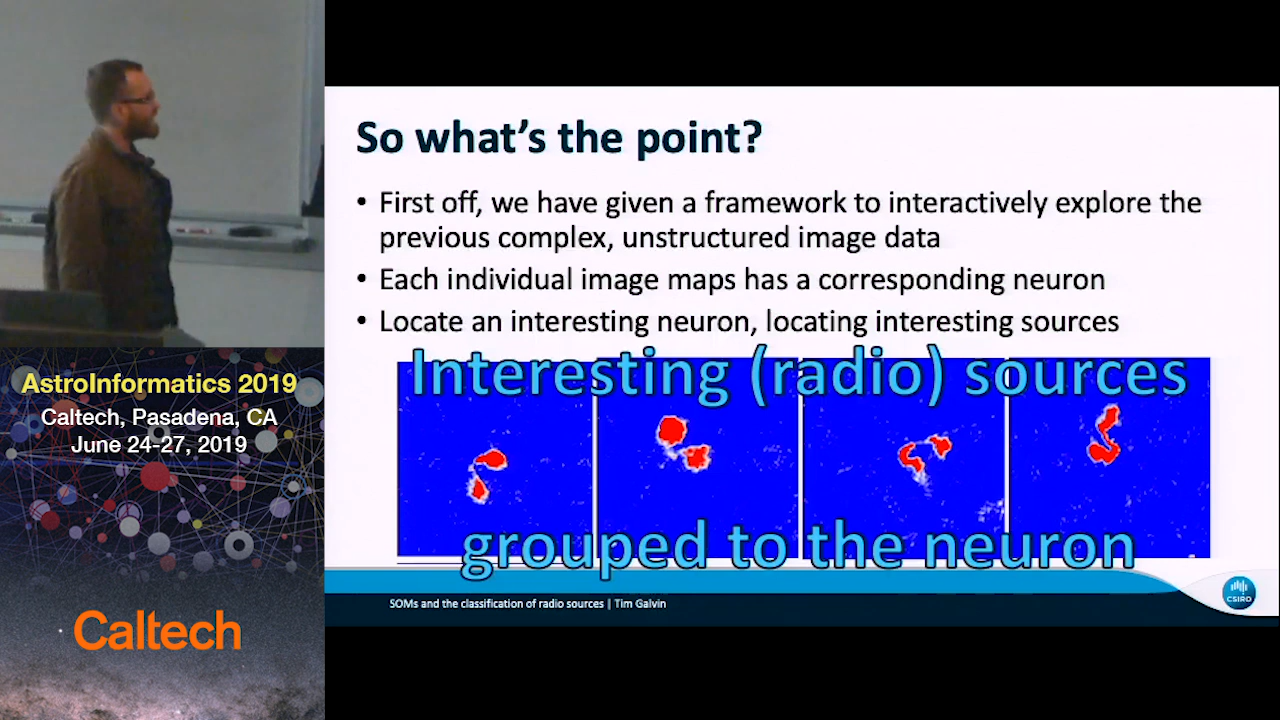 AstroInformatics 2019
Caltech, Pasadena, CA
June 24-27, 2019
Caltech
So what's the point?
• First off, we have given a framework to interactively explore the
previous complex, unstructured image data
• Each individual image maps has a corresponding neuron
• Locate an interesting neuron, locating interesting sources
Interesting (radio) sources
grouped to the neuron
SOMs and the classification of radio sources | Tim Galvin
CSIRO